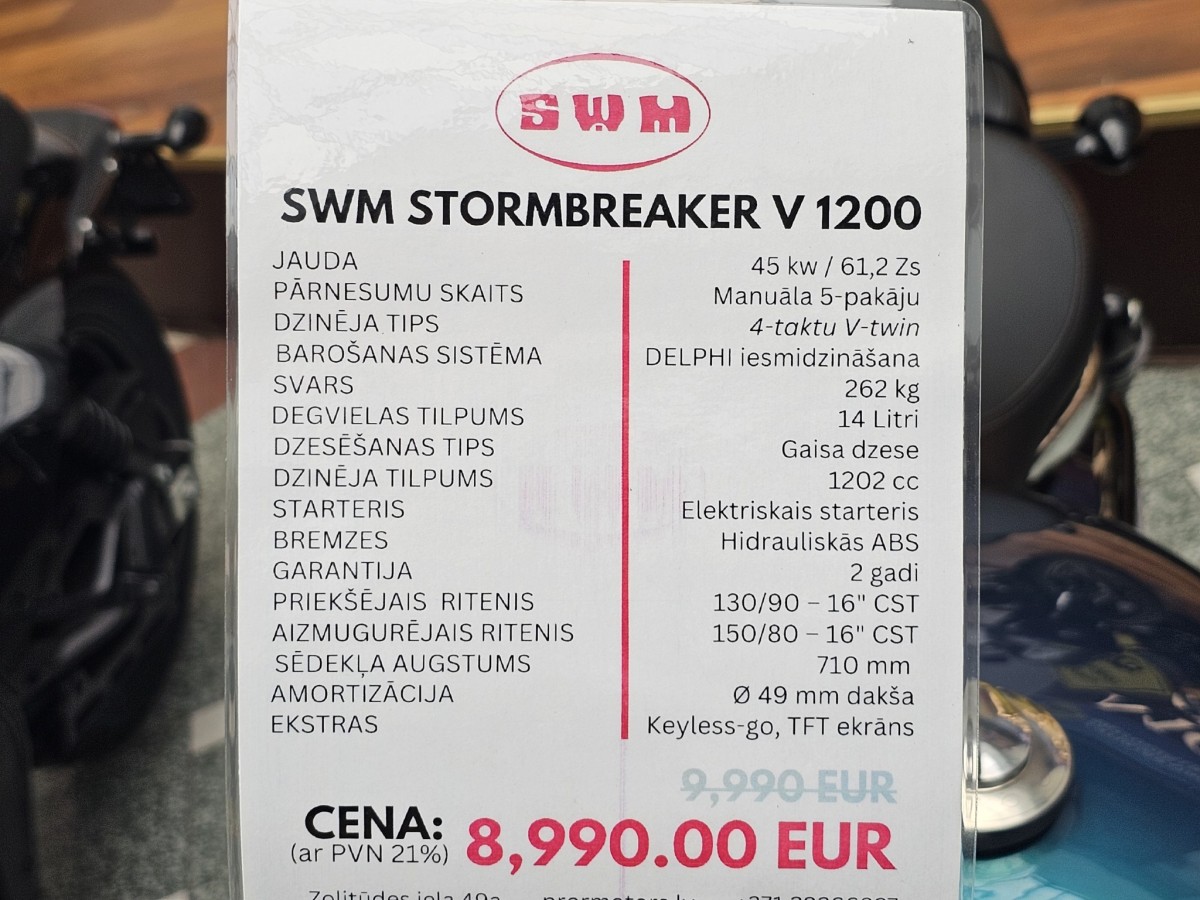 SWM
SWM STORMBREAKER V 1200
JAUDA 45 kw / 61,2 Zs
PĀRNESUMU SKAITS Manuāla 5-pakāju
DZINĒJA TIPS 4-taktu V-twin
BAROŠANAS SISTĒMA DELPHI iesmidzināšana
SVARS 262 kg
DEGVIELAS TILPUMS 14 Litri
DZESĒŠANAS TIPS Gaisa dzese
DZINĒJA TILPUMS 1202 cc
STARTERIS Elektriskais starteris
BREMZES Hidrauliskās ABS
GARANTIJA 2 gadi
PRIEKŠĒJAIS RITENIS 130/90 – 16" CST
AIZMUGURĒJAIS RITENIS 150/80 – 16" CST
SĒDEKĻA AUGSTUMS 710 mm
AMORTIZĀCIJA Ø 49 mm dakša
EKSTRAS Keyless-go, TFT ekrāns
9,990 EUR
CENA: 8,990.00 EUR
(ar PVN 21%)
Zolitūdes iela 49a